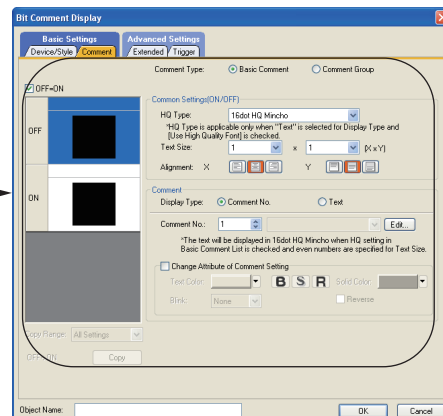 Bit Comment Display
Basic Settings
Advanced Settings
Device/Style
Comment
Extended
Trigger
Comment Type:
Basic Comment
Comment Group
OFF=ON
Common Settings(ON/OFF)
HQ Type:
16dot HQ Mincho
*HQ Type is applicable only when "Text" is selected for Display Type and
[Use High Quality Font] is checked.
Text Size:
1
x
1
(X x Y)
Alignment:
X
Y
OFF
ON
Comment
Display Type:
Comment No.
Text
Comment No.:
1
Edit...
*The text will be displayed in 16dot HQ Mincho when HQ setting in
Basic Comment List is checked and even numbers are specified for Text Size.
Change Attribute of Comment Setting
Text Color:
B
S
R
Solid Color:
Blink:
None
Reverse
Copy Range:
All Settings
OFF ON
Copy
Object Name:
OK
Cancel